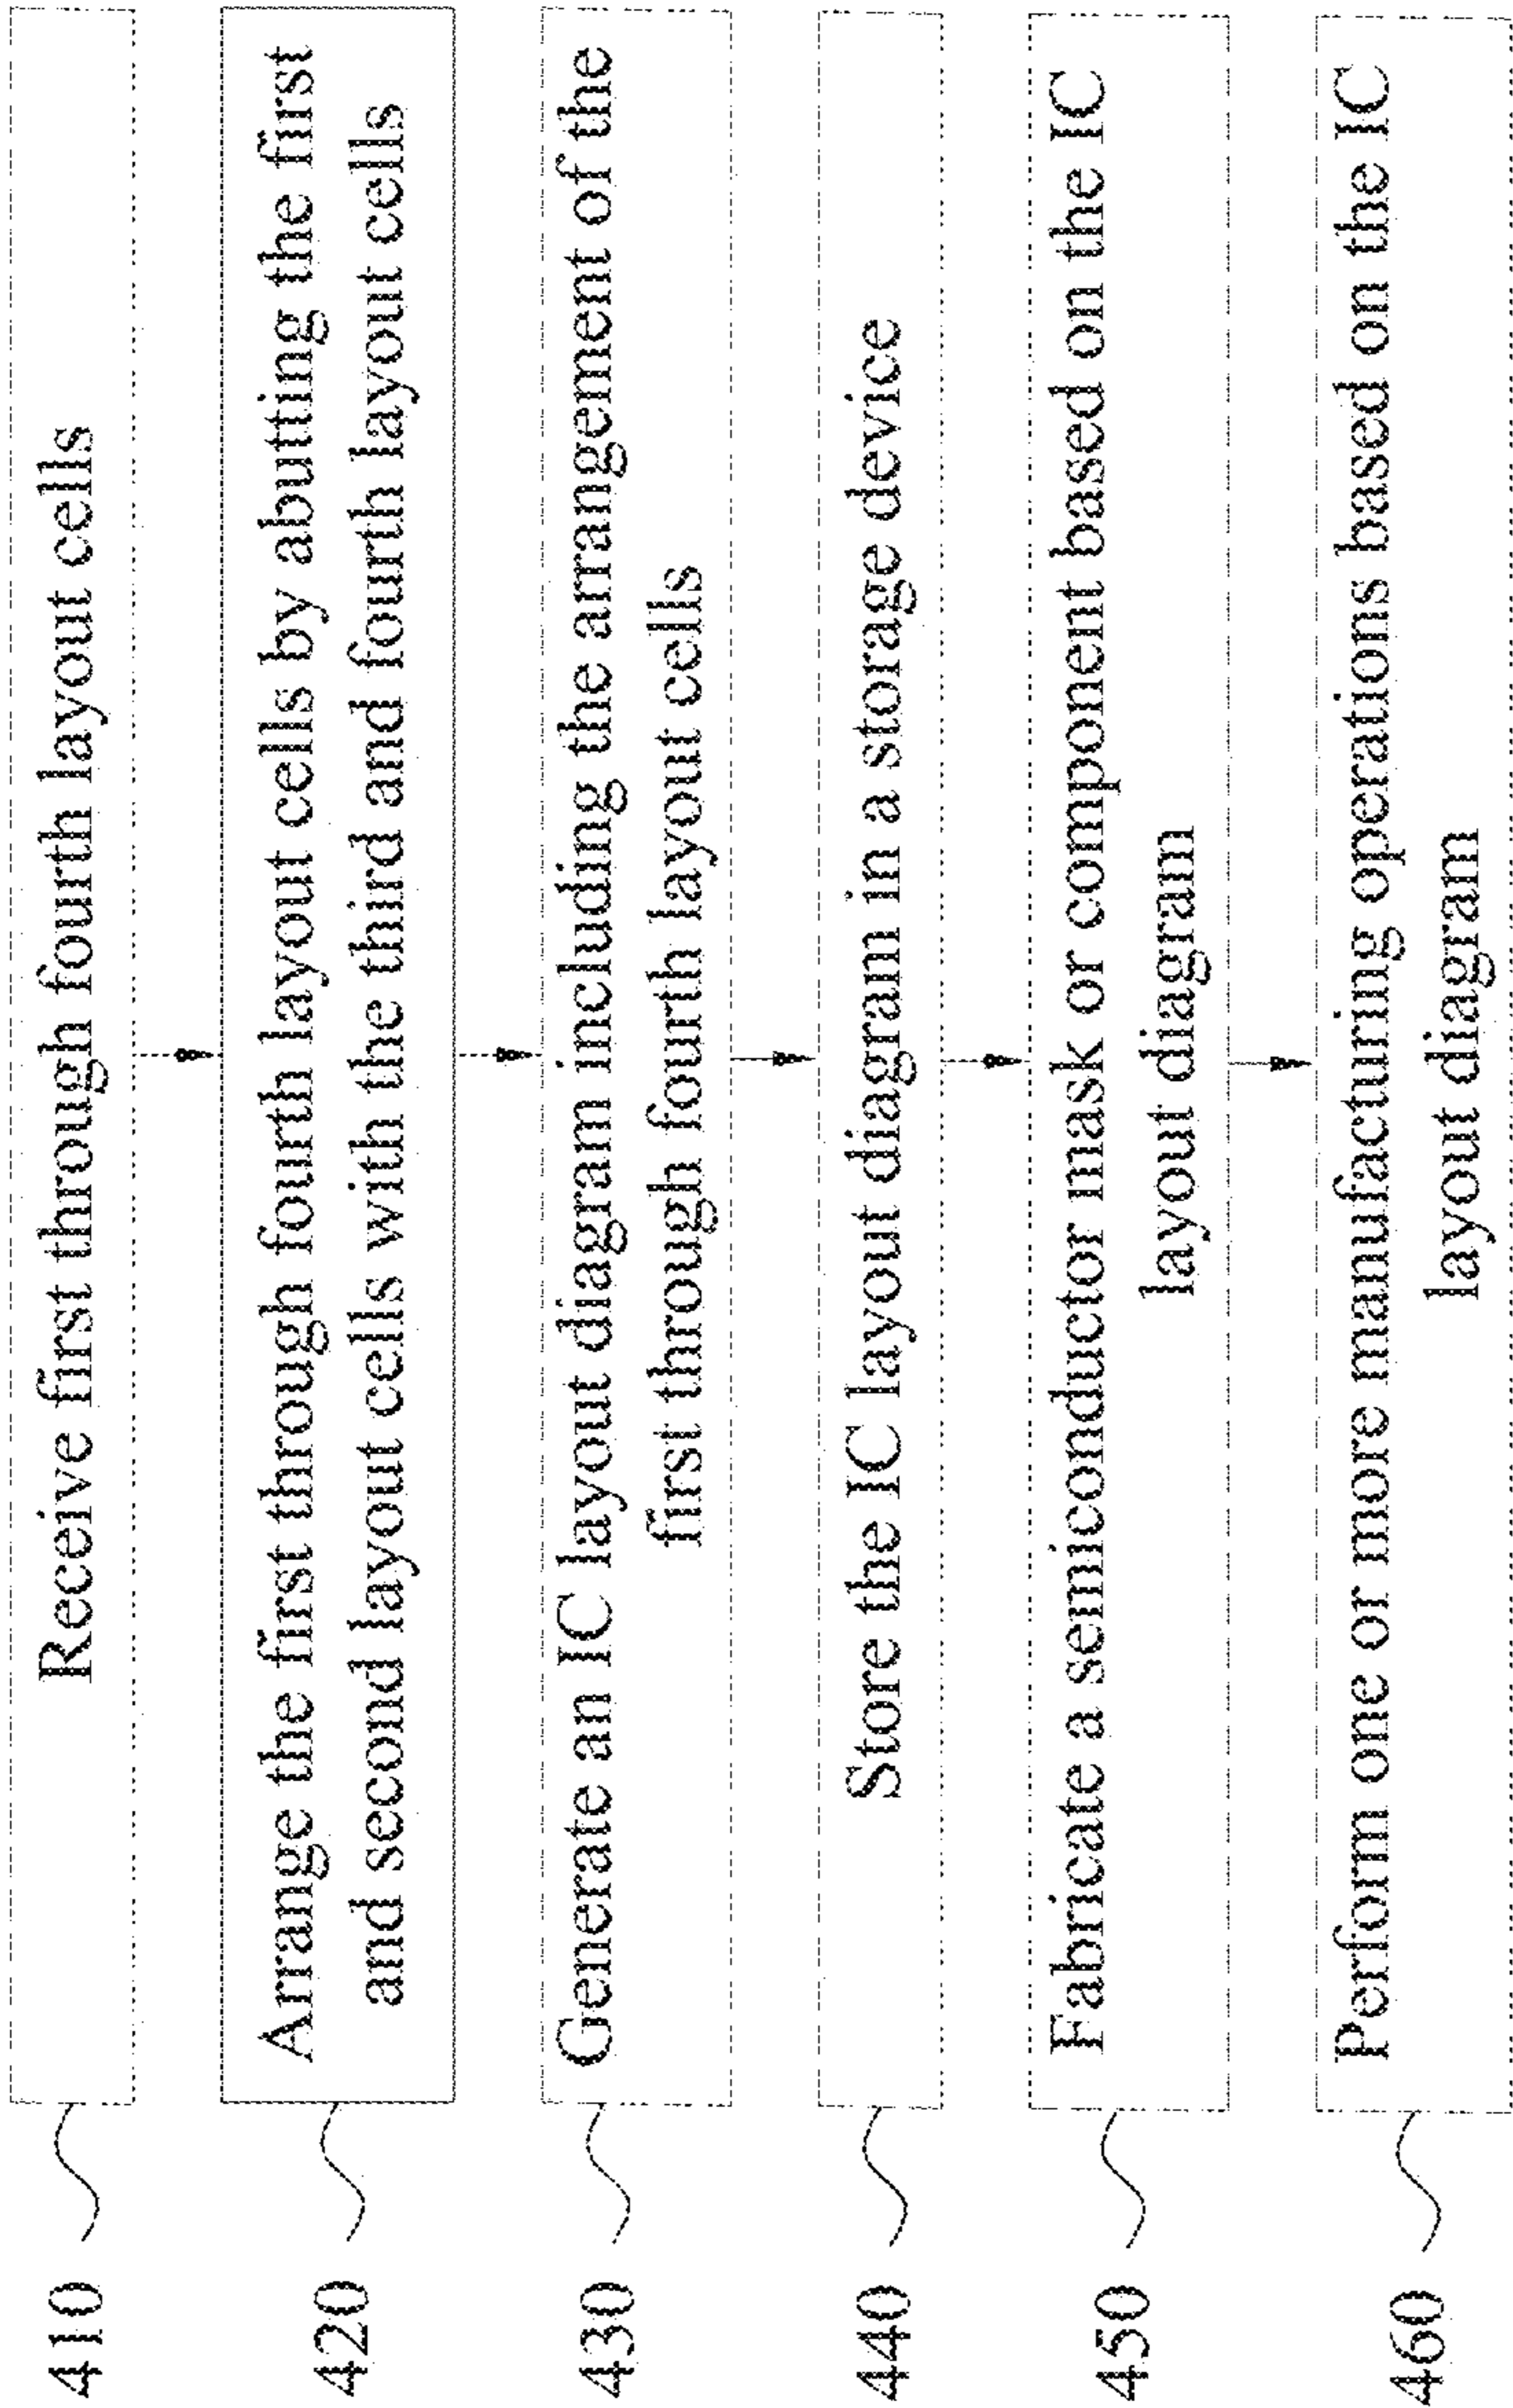 410
Receive first through fourth layout cells
420
Arrange the first through fourth layout cells by abutting the first
and second layout cells with the third and fourth layout cells
430
Generate an IC layout diagram including the arrangement of the
first through fourth layout cells
440
Store the IC layout diagram in a storage device
450
Fabricate a semiconductor mask or component based on the IC
layout diagram
460
Perform one or more manufacturing operations based on the IC
layout diagram